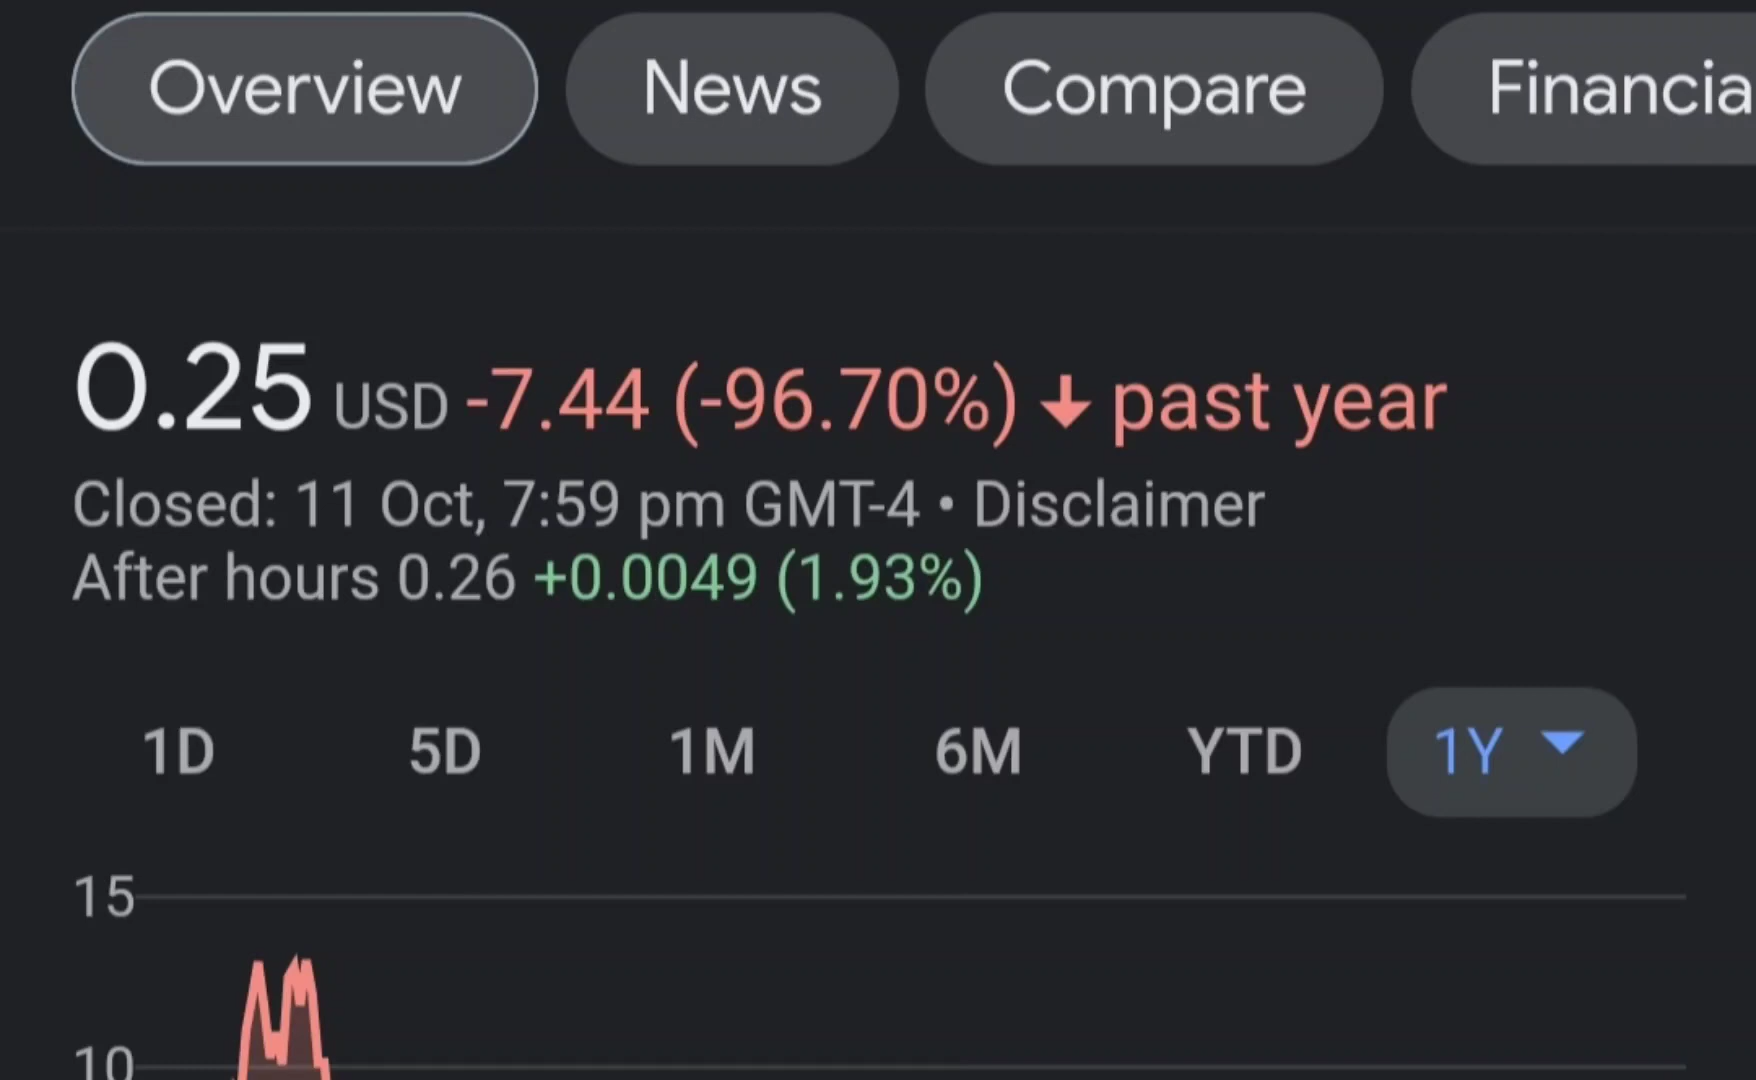 Overview News Compare Financia
0.25 USD -7.44 (-96.70%) ↓ past year
Closed: 11 Oct, 7:59 pm GMT-4 • Disclaimer
After hours 0.26 +0.0049 (1.93%)
1D 5D 1M 6M YTD 1Y
15
10